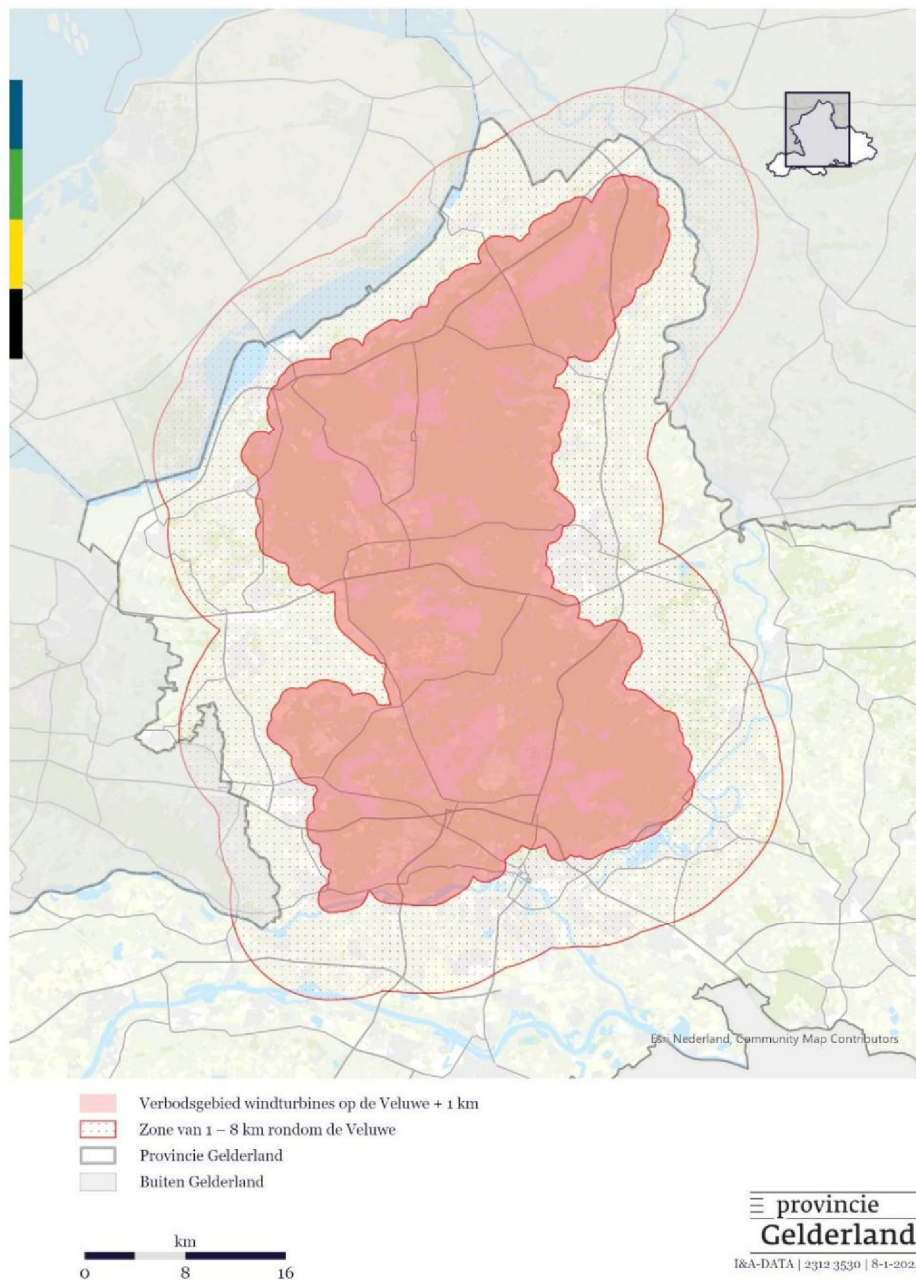 Esri Nederland, Community Map Contributors
Verbodsgebied windturbines op de Veluwe + 1 km
Zone van 1 – 8 km rondom de Veluwe
Provincie Gelderland
Buiten Gelderland
km
0 8 16
provincie
Gelderland
I&A-DATA | 2312 3530 | 8-1-202